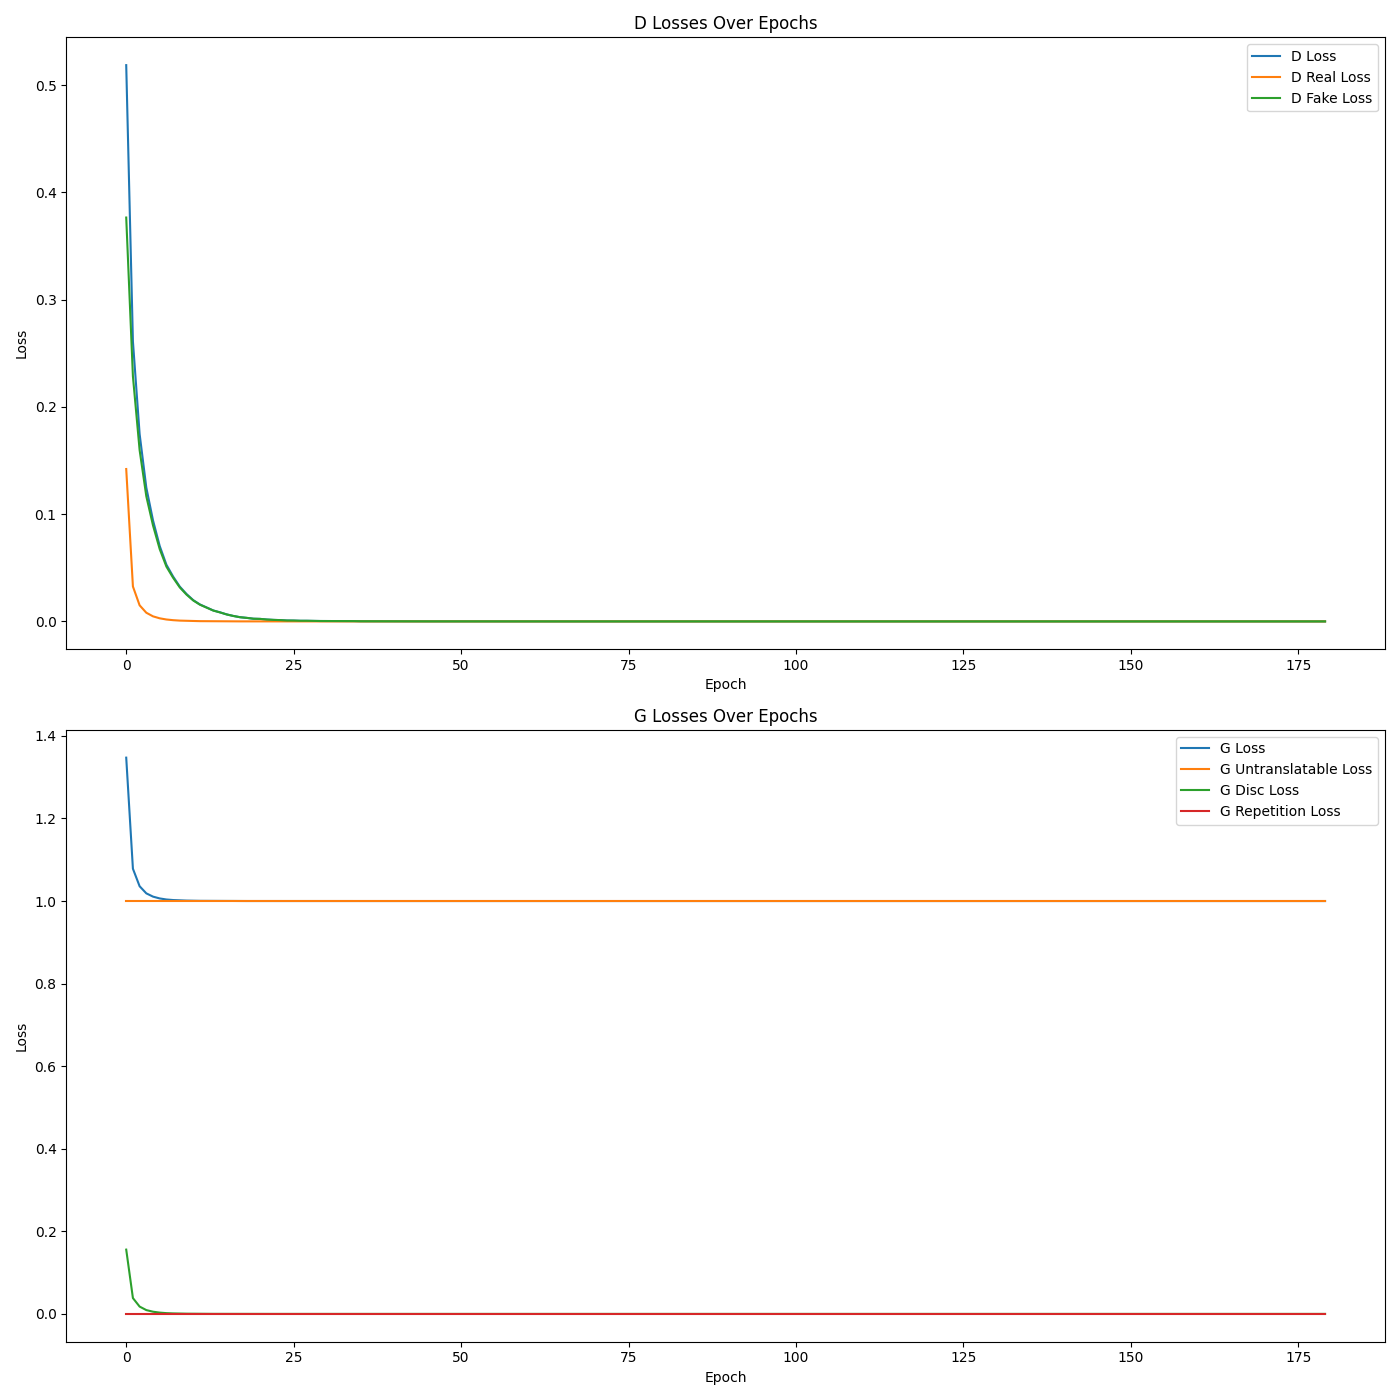 D Losses Over Epochs
D Loss
D Real Loss
D Fake Loss
Loss
0.5
0.4
0.3
0.2
0.1
0.0
0 25 50 75 100 125 150 175
Epoch
G Losses Over Epochs
G Loss
G Untranslatable Loss
G Disc Loss
G Repetition Loss
Loss
1.4
1.2
1.0
0.8
0.6
0.4
0.2
0.0
0 25 50 75 100 125 150 175
Epoch